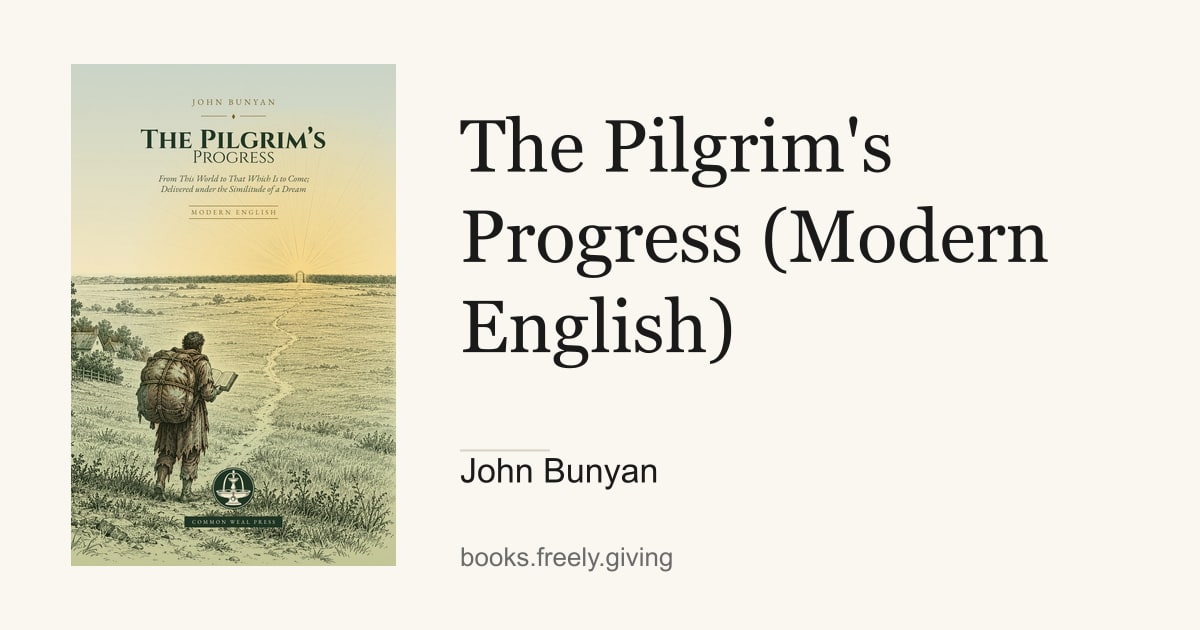 JOHN BUNYAN
THE PILGRIM'S
PROGRESS
From This World to That Which Is to Come;
Delivered under the Similitude of a Dream
MODERN ENGLISH
COMMON WEAL PRESS
The Pilgrim's
Progress (Modern
English)
John Bunyan
books.freely.giving